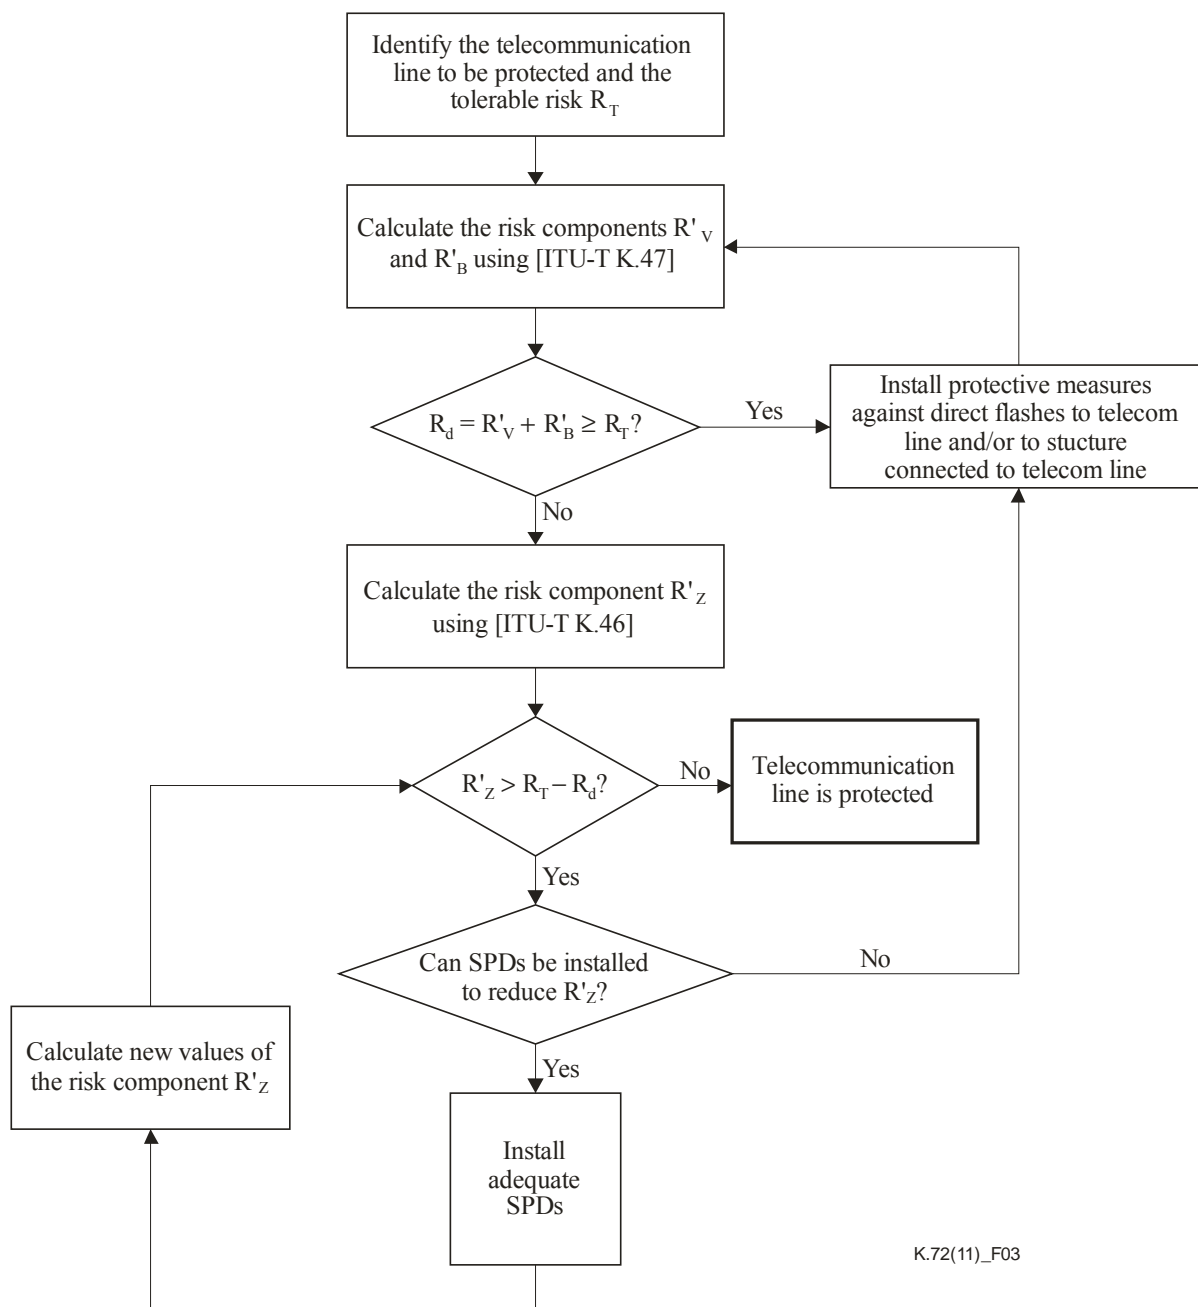 Identify the telecommunication
line to be protected and the
tolerable risk R_T
Calculate the risk components R'_V
and R'_B using [ITU-T K.47]
R_d = R'_V + R'_B ≥ R_T?
Yes
Install protective measures
against direct flashes to telecom
line and/or to stucture
connected to telecom line
No
Calculate the risk component R'_Z
using [ITU-T K.46]
R'_Z > R_T – R_d?
No
Telecommunication
line is protected
Yes
Can SPDs be installed
to reduce R'_Z?
No
Calculate new values of
the risk component R'_Z
Yes
Install
adequate
SPDs
K.72(11)_F03